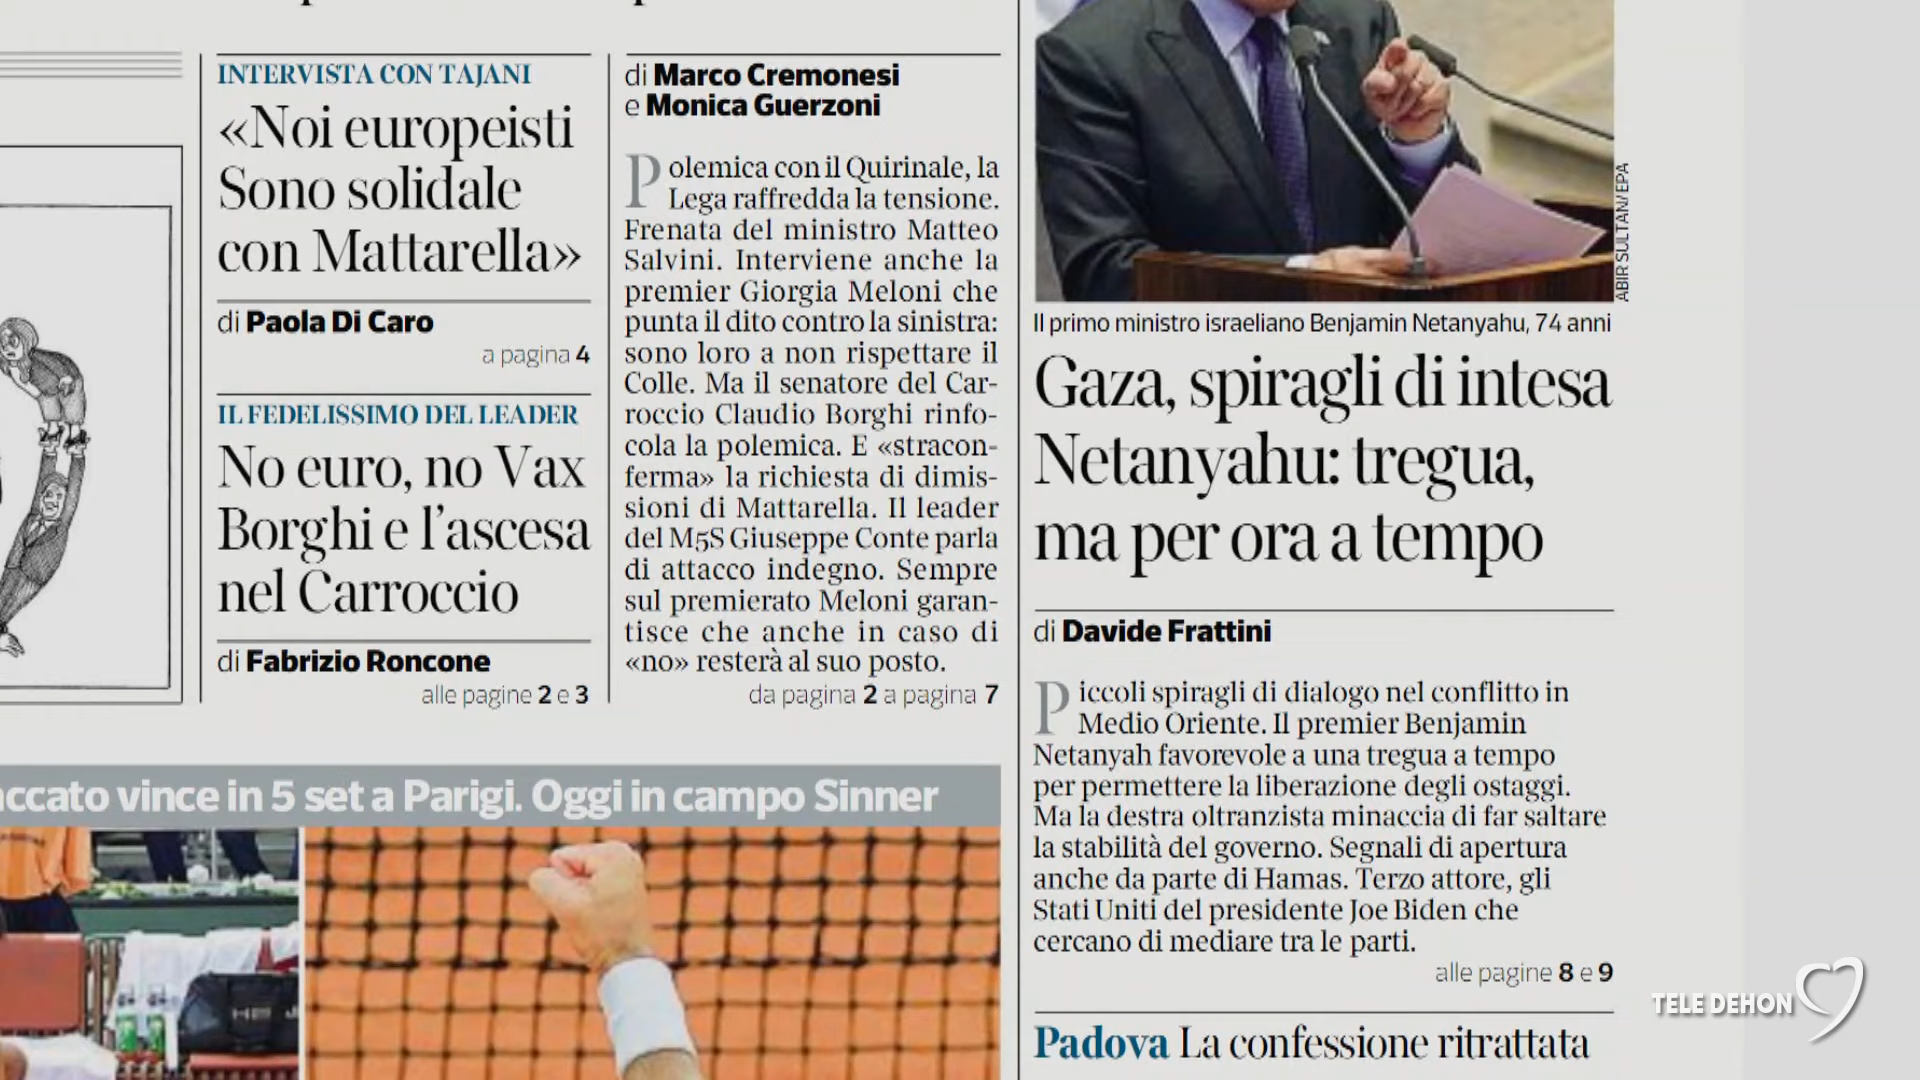 INTERVISTA CON TAJANI
«Noi europeisti
Sono solidale
con Mattarella»
di Paola Di Caro
a pagina 4
IL FEDELISSIMO DEL LEADER
No euro, no Vax
Borghi e l’ascesa
nel Carroccio
di Fabrizio Roncone
alle pagine 2 e 3
di Marco Cremonesi
e Monica Guerzoni
Polemica con il Quirinale, la
Lega raffredda la tensione.
Frenata del ministro Matteo
Salvini. Interviene anche la
premier Giorgia Meloni che
punta il dito contro la sinistra:
sono loro a non rispettare il
Colle. Ma il senatore del Car-
roccio Claudio Borghi rinfo-
cola la polemica. E «stracon-
ferma» la richiesta di dimis-
sioni di Mattarella. Il leader
del M5S Giuseppe Conte parla
di attacco indegno. Sempre
sul premierato Meloni garan-
tisce che anche in caso di
«no» resterà al suo posto.
da pagina 2 a pagina 7
ABIR SULTAN/ EPA
Il primo ministro israeliano Benjamin Netanyahu, 74 anni
Gaza, spiragli di intesa
Netanyahu: tregua,
ma per ora a tempo
di Davide Frattini
Piccoli spiragli di dialogo nel conflitto in
Medio Oriente. Il premier Benjamin
Netanyah favorevole a una tregua a tempo
per permettere la liberazione degli ostaggi.
Ma la destra oltranzista minaccia di far saltare
la stabilità del governo. Segnali di apertura
anche da parte di Hamas. Terzo attore, gli
Stati Uniti del presidente Joe Biden che
cercano di mediare tra le parti.
alle pagine 8 e 9
Padova La confessione ritrattata
vince in 5 set a Parigi. Oggi in campo Sinner
TELE DEHON